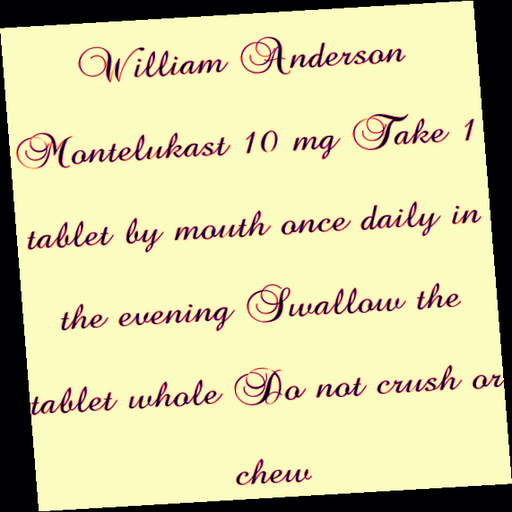 William Anderson
Montelukast 10 mg Take 1
tablet by mouth once daily in
the evening Swallow the
tablet whole Do not crush or
chew